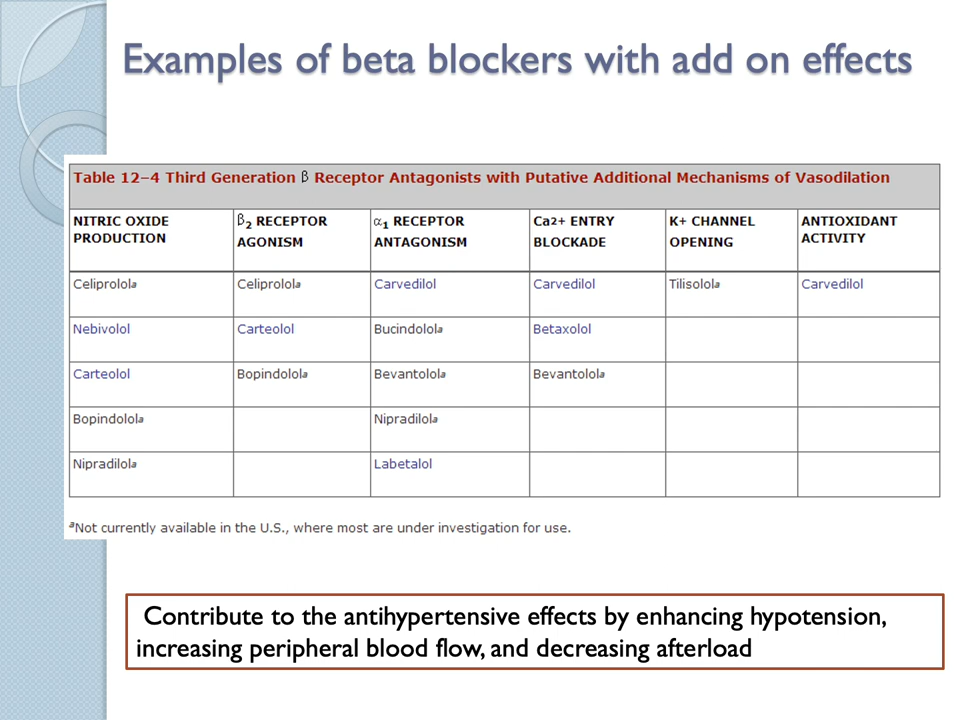 Examples of beta blockers with add on effects
Table 12–4 Third Generation β Receptor Antagonists with Putative Additional Mechanisms of Vasodilation
NITRIC OXIDE PRODUCTION β2 RECEPTOR AGONISM α1 RECEPTOR ANTAGONISM Ca2+ ENTRY BLOCKADE K+ CHANNEL OPENING ANTIOXIDANT ACTIVITY
Celiprolola Celiprolola Carvedilol Carvedilol Tilisolola Carvedilol
Nebivolol Carteolol Bucindolola Betaxolol
Carteolol Bopindolola Bevantolola Bevantolola
Bopindolola Nipradilola
Nipradilola Labetalol
aNot currently available in the U.S., where most are under investigation for use.
Contribute to the antihypertensive effects by enhancing hypotension,
increasing peripheral blood flow, and decreasing afterload